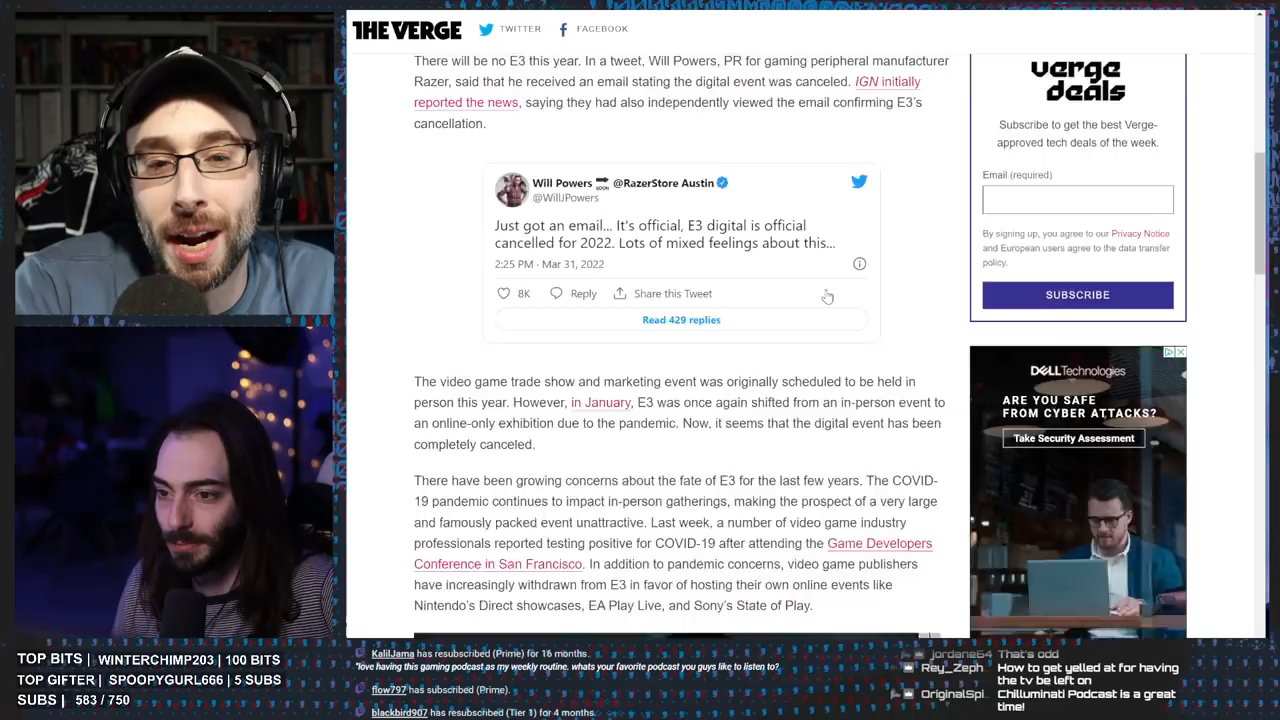 THE VERGE
TWITTER
FACEBOOK
There will be no E3 this year. In a tweet, Will Powers, PR for gaming peripheral manufacturer
Razer, said that he received an email stating the digital event was canceled. IGN initially
reported the news, saying they had also independently viewed the email confirming E3's
cancellation.
Will Powers SOON @RazerStore Austin
@WillJPowers
Just got an email... It's official, E3 digital is official
cancelled for 2022. Lots of mixed feelings about this...
2:25 PM · Mar 31, 2022
8K Reply Share this Tweet
Read 429 replies
The video game trade show and marketing event was originally scheduled to be held in
person this year. However, in January, E3 was once again shifted from an in-person event to
an online-only exhibition due to the pandemic. Now, it seems that the digital event has been
completely canceled.
There have been growing concerns about the fate of E3 for the last few years. The COVID-
19 pandemic continues to impact in-person gatherings, making the prospect of a very large
and famously packed event unattractive. Last week, a number of video game industry
professionals reported testing positive for COVID-19 after attending the Game Developers
Conference in San Francisco. In addition to pandemic concerns, video game publishers
have increasingly withdrawn from E3 in favor of hosting their own online events like
Nintendo's Direct showcases, EA Play Live, and Sony's State of Play.
verge
deals
Subscribe to get the best Verge-
approved tech deals of the week.
Email (required)
By signing up, you agree to our Privacy Notice
and European users agree to the data transfer
policy.
SUBSCRIBE
DELLTechnologies
ARE YOU SAFE
FROM CYBER ATTACKS?
Take Security Assessment
TOP BITS | WINTERCHIMP203 | 100 BITS
TOP GIFTER | SPOOPYGURL666 | 5 SUBS
SUBS | 583 / 750
KalilJama has resubscribed (Prime) for 16 months.
"love having this gaming podcast as my weekly routine. whats your favorite podcast you guys like to listen to?
flow797 has subscribed (Prime).
blackbird907 has resubscribed (Tier 1) for 4 months.
jordane64 That's odd
Rey_Zeph How to get yelled at for having
the tv be left on
OriginalSpi... Chilluminati Podcast is a great
time!